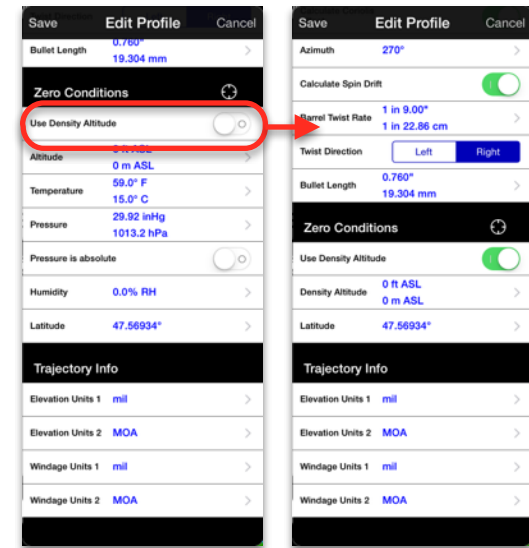 Save Edit Profile Cancel
Bullet Length 0.760"
19.304 mm
Zero Conditions
Use Density Altitude
Altitude
0 m ASL
Temperature 59.0° F
15.0° C
Pressure 29.92 inHg
1013.2 hPa
Pressure is absolute
Humidity 0.0% RH
Latitude 47.56934°
Trajectory Info
Elevation Units 1 mil
Elevation Units 2 MOA
Windage Units 1 mil
Windage Units 2 MOA
Save Edit Profile Cancel
Azimuth 270°
Calculate Spin Drift
Barrel Twist Rate 1 in 9.00"
1 in 22.86 cm
Twist Direction Left Right
Bullet Length 0.760"
19.304 mm
Zero Conditions
Use Density Altitude
Density Altitude 0 ft ASL
0 m ASL
Latitude 47.56934°
Trajectory Info
Elevation Units 1 mil
Elevation Units 2 MOA
Windage Units 1 mil
Windage Units 2 MOA